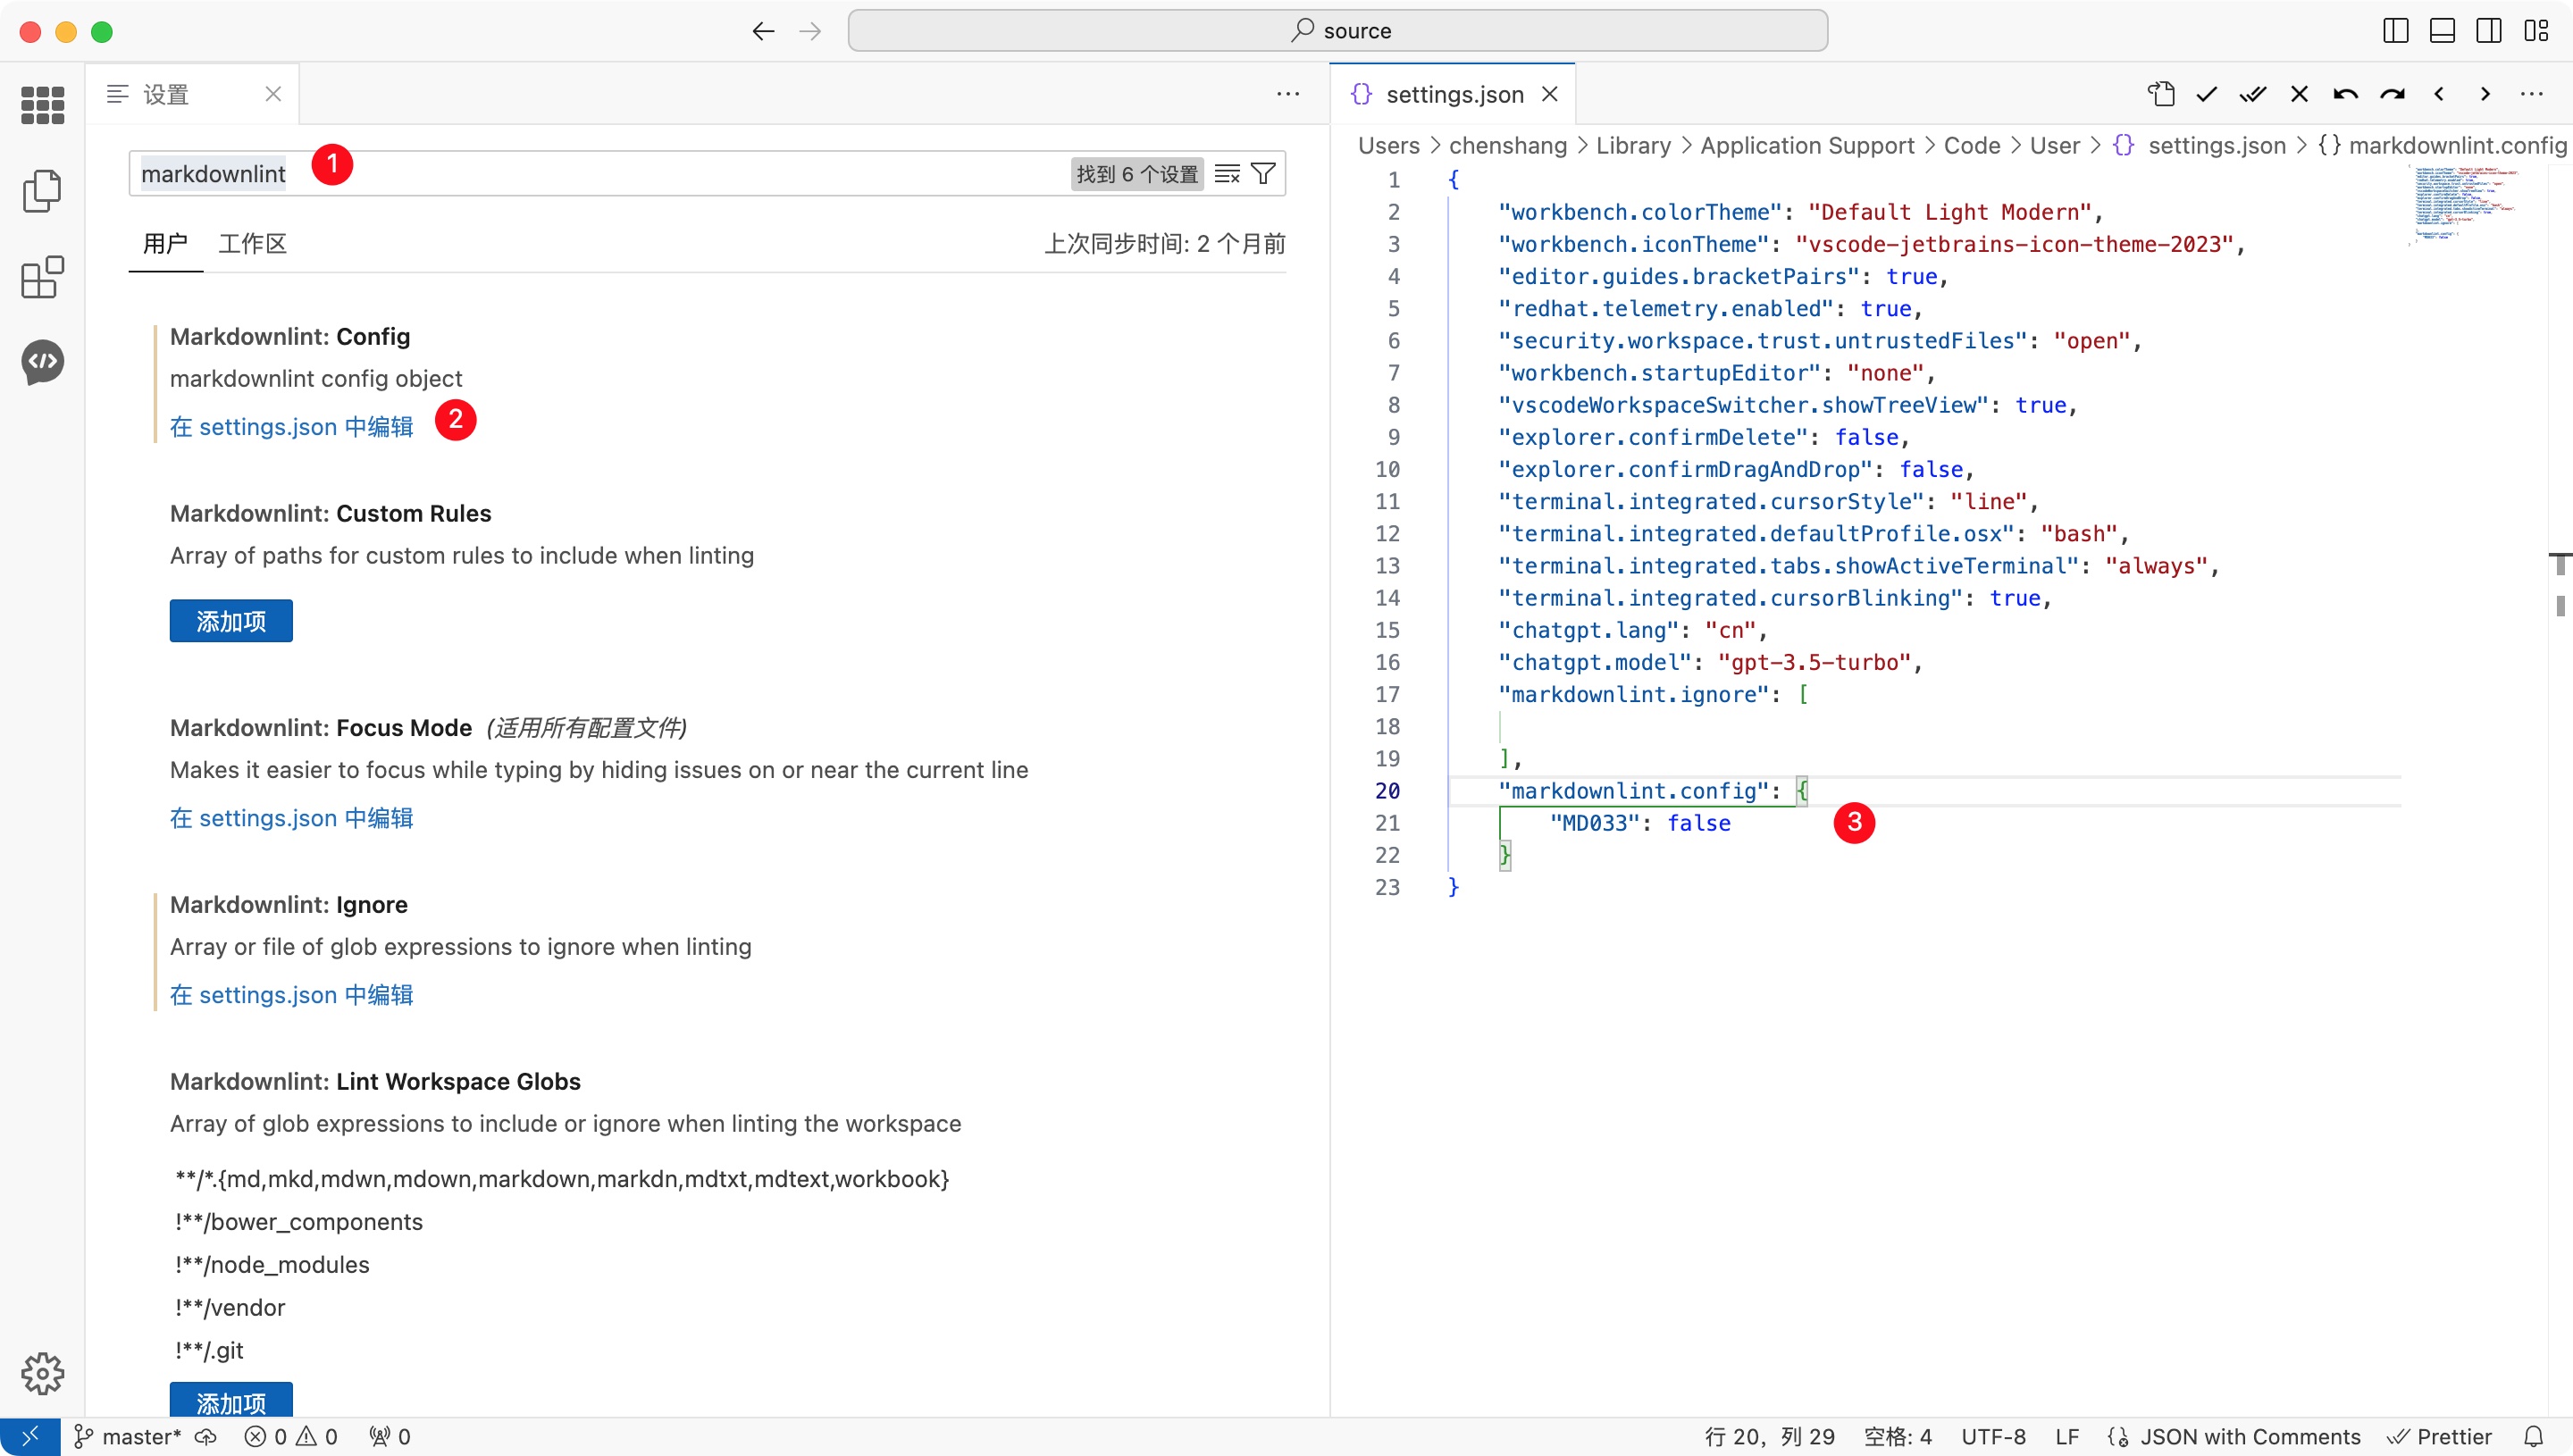 source
设置
settings.json
markdownlint
1
找到 6 个设置
用户
工作区
上次同步时间: 2 个月前
Markdownlint: Config
markdownlint config object
在 settings.json 中编辑
2
Markdownlint: Custom Rules
Array of paths for custom rules to include when linting
添加项
Markdownlint: Focus Mode (适用所有配置文件)
Makes it easier to focus while typing by hiding issues on or near the current line
在 settings.json 中编辑
Markdownlint: Ignore
Array or file of glob expressions to ignore when linting
在 settings.json 中编辑
Markdownlint: Lint Workspace Globs
Array of glob expressions to include or ignore when linting the workspace
**/*.{md,mkd,mdwn,mdown,markdown,markdn,mdtxt,mdtext,workbook}
!**/bower_components
!**/node_modules
!**/vendor
!**/.git
添加项
Users > chenshang > Library > Application Support > Code > User > {} settings.json > {} markdownlint.config
1 {
2 "workbench.colorTheme": "Default Light Modern",
3 "workbench.iconTheme": "vscode-jetbrains-icon-theme-2023",
4 "editor.guides.bracketPairs": true,
5 "redhat.telemetry.enabled": true,
6 "security.workspace.trust.untrustedFiles": "open",
7 "workbench.startupEditor": "none",
8 "vscodeWorkspaceSwitcher.showTreeView": true,
9 "explorer.confirmDelete": false,
10 "explorer.confirmDragAndDrop": false,
11 "terminal.integrated.cursorStyle": "line",
12 "terminal.integrated.defaultProfile.osx": "bash",
13 "terminal.integrated.tabs.showActiveTerminal": "always",
14 "terminal.integrated.cursorBlinking": true,
15 "chatgpt.lang": "cn",
16 "chatgpt.model": "gpt-3.5-turbo",
17 "markdownlint.ignore": [
18
19 ],
20 "markdownlint.config": {
21 "MD033": false
3
22 }
23 }
master* 0 0 0
行 20, 列 29 空格: 4 UTF-8 LF JSON with Comments Prettier